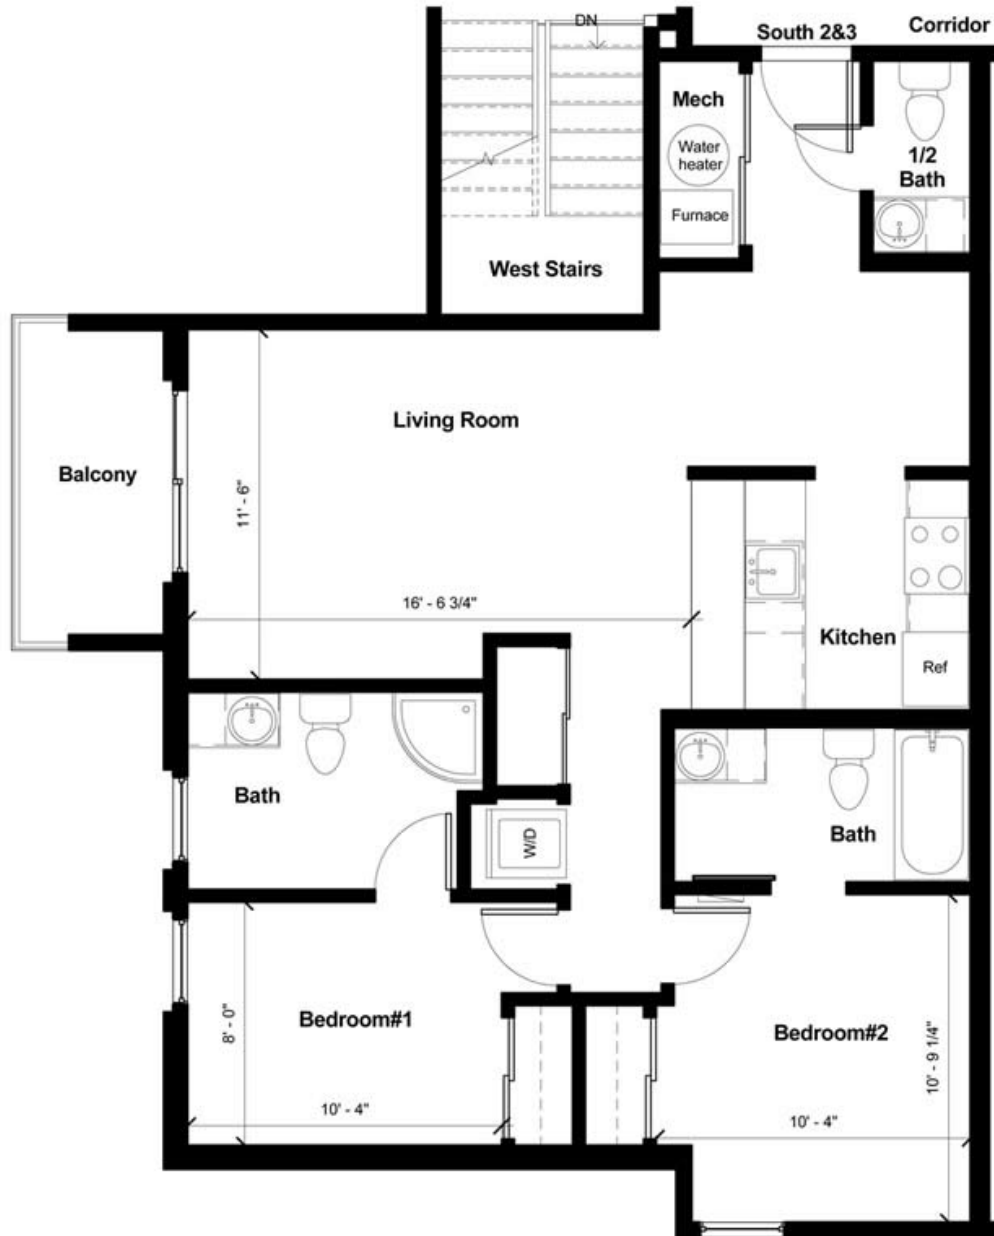 DN
South 2&3
Corridor
Mech
Water
heater
Furnace
1/2
Bath
West Stairs
Living Room
Balcony
11' - 6"
16' - 6 3/4"
Kitchen
Ref
Bath
W/D
Bath
Bedroom#1
8' - 0"
10' - 4"
Bedroom#2
10' - 9 1/4"
10' - 4"